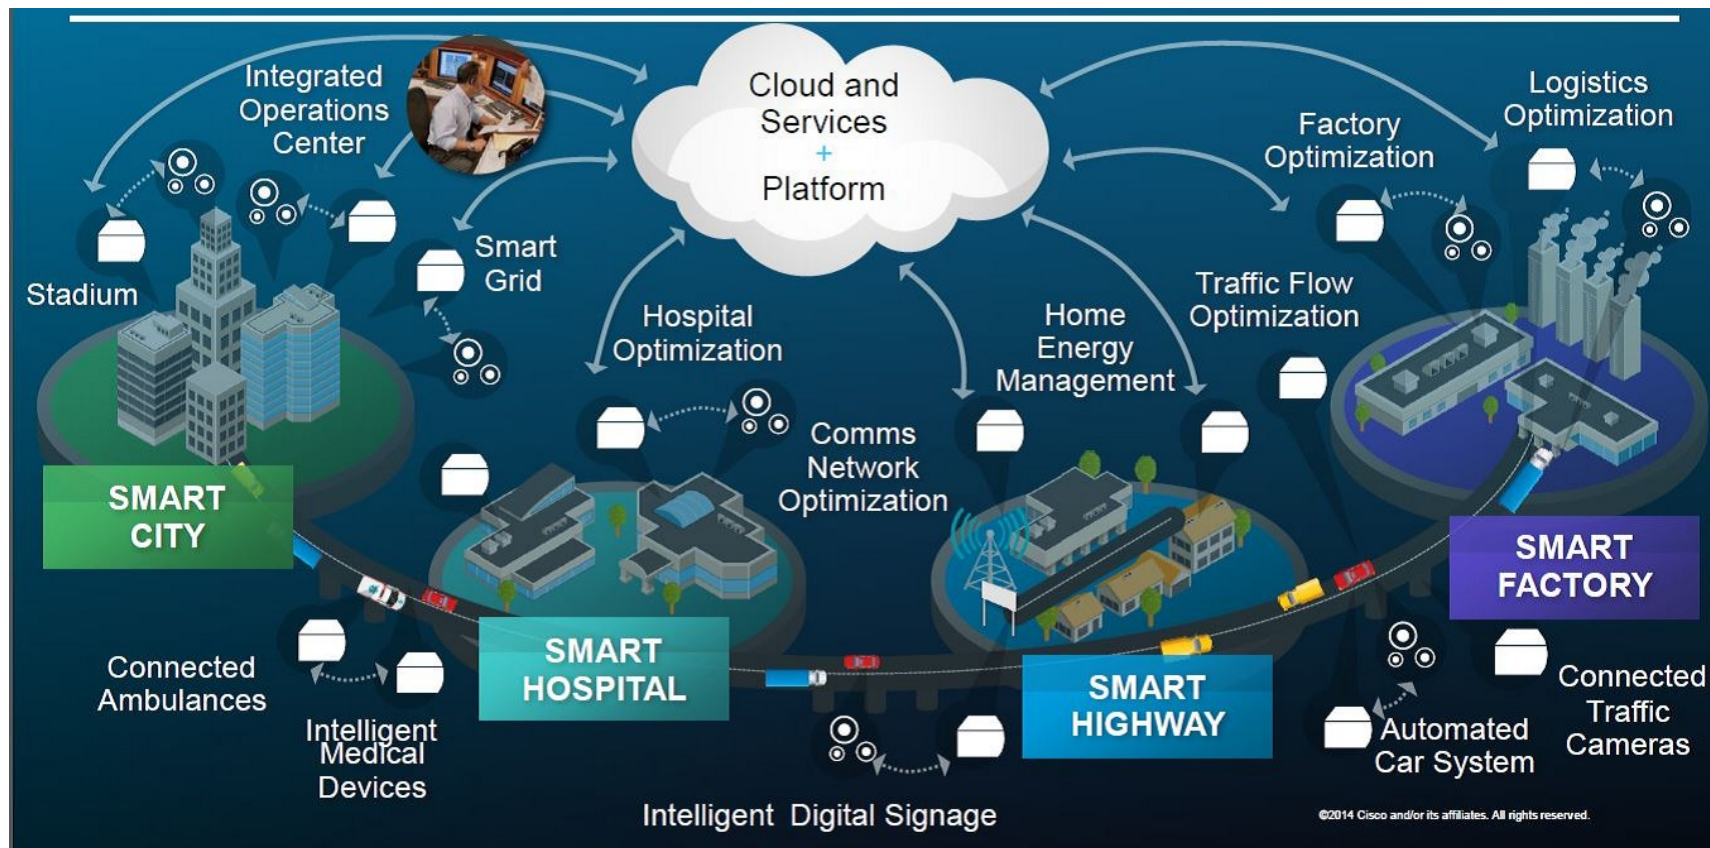 Integrated
Operations
Center
Cloud and
Services
+
Platform
Logistics
Optimization
Factory
Optimization
Stadium
Smart
Grid
Hospital
Optimization
Home
Energy
Management
Traffic Flow
Optimization
Comms
Network
Optimization
SMART
CITY
SMART
HOSPITAL
SMART
HIGHWAY
SMART
FACTORY
Connected
Ambulances
Intelligent
Medical
Devices
Intelligent Digital Signage
Automated
Car System
Connected
Traffic
Cameras
©2014 Cisco and/or its affiliates. All rights reserved.